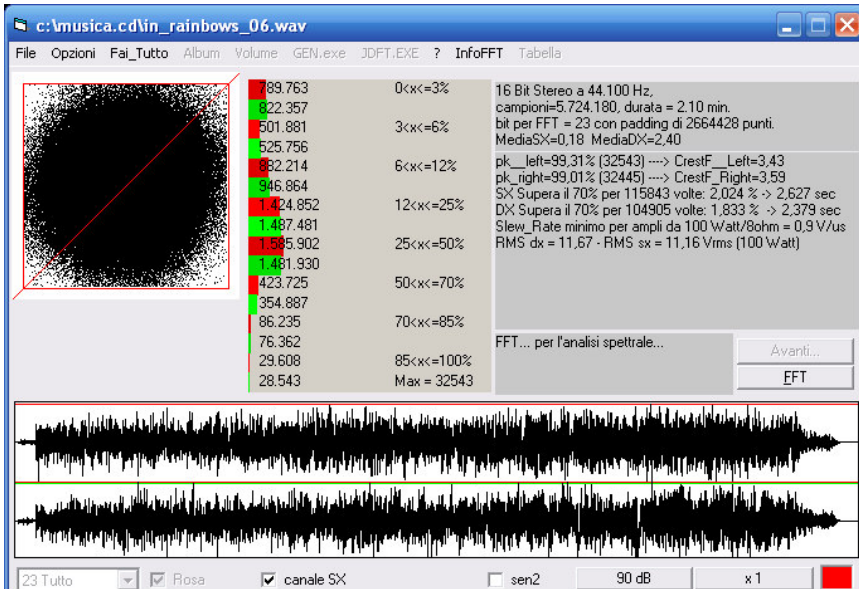 c:\musica.cd\in_rainbows_06.wav
File Opzioni Fai_Tutto Album Volume GEN.exe JDFT.EXE ? InfoFFT Tabella
789.763 0<x<=3%
822.357
501.881 3<x<=6%
525.756
882.214 6<x<=12%
946.864
1.424.852 12<x<=25%
1.487.481
1.585.902 25<x<=50%
1.481.930
423.725 50<x<=70%
354.887
86.235 70<x<=85%
76.362
29.608 85<x<=100%
28.543 Max = 32543
16 Bit Stereo a 44.100 Hz,
campioni=5.724.180, durata = 2.10 min.
bit per FFT = 23 con padding di 2664428 punti.
MediaSX=0,18 MediaDX=2,40
pk__left=99,31% (32543) ----> CrestF__Left=3,43
pk_right=99,01% (32445) ----> CrestF_Right=3,59
SX Supera il 70% per 115843 volte: 2,024 % -> 2,627 sec
DX Supera il 70% per 104905 volte: 1,833 % -> 2,379 sec
Slew_Rate minimo per ampli da 100 Watt/8ohm = 0,9 V/us
RMS dx = 11,67 - RMS sx = 11,16 Vrms (100 Watt)
FFT... per l'analisi spettrale...
Avanti...
FFT
23 Tutto Rosa canale SX sen2 90 dB x 1